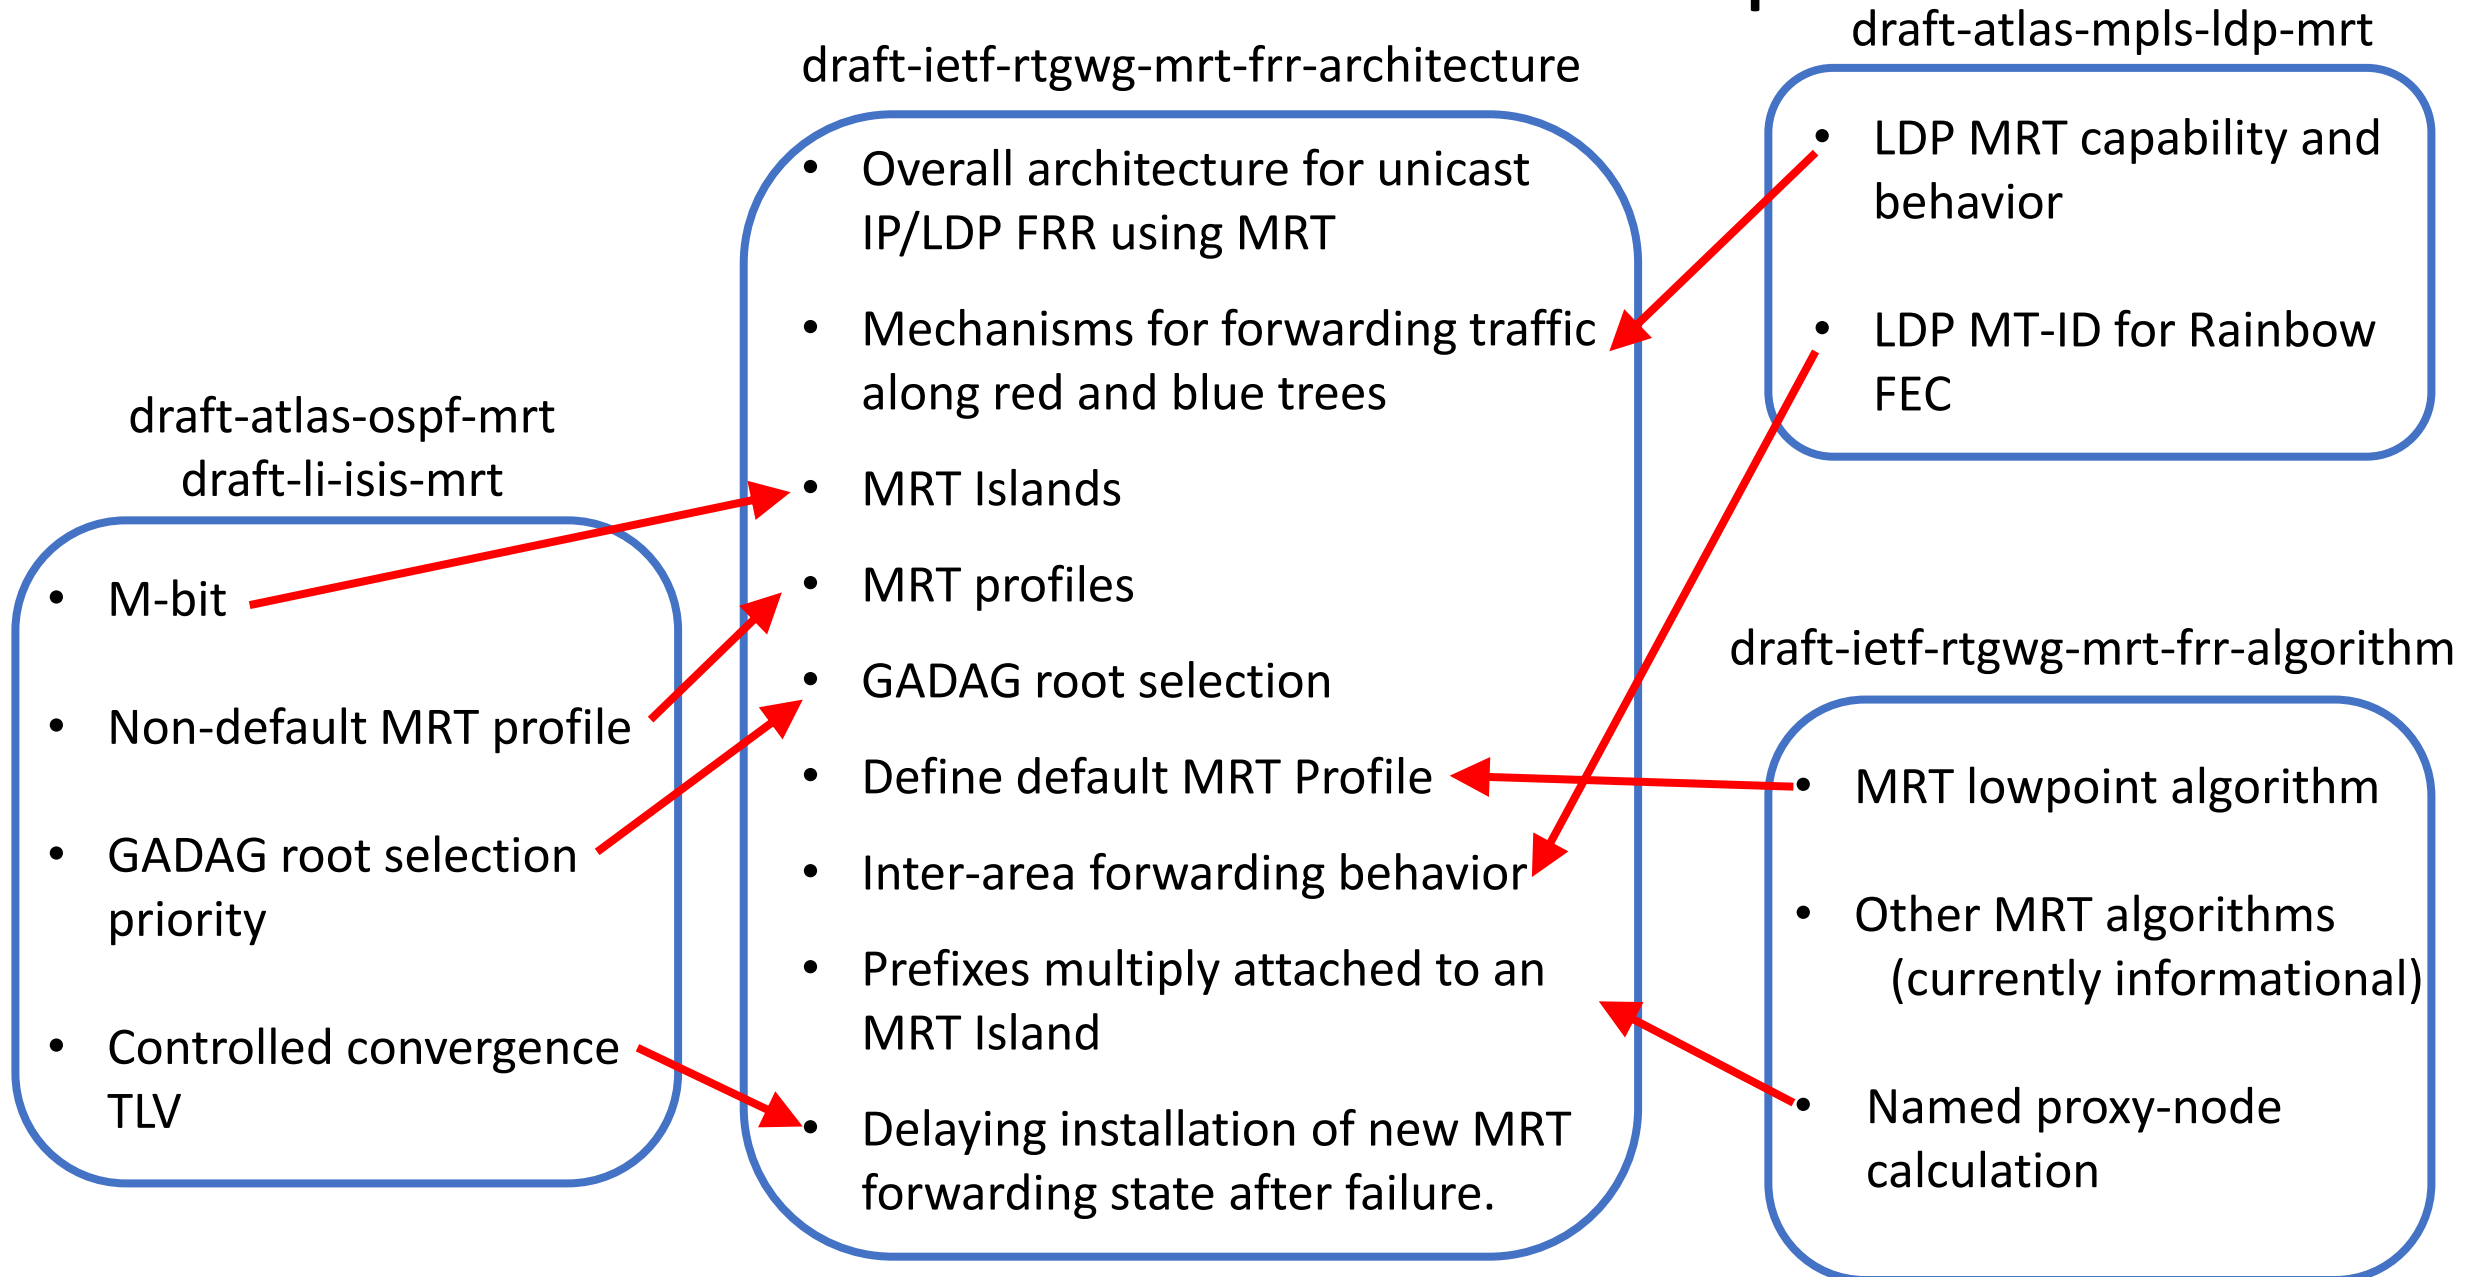 draft-ietf-rtgwg-mrt-frr-architecture
• Overall architecture for unicast
IP/LDP FRR using MRT
• Mechanisms for forwarding traffic
along red and blue trees
• MRT Islands
• MRT profiles
• GADAG root selection
• Define default MRT Profile
• Inter-area forwarding behavior
• Prefixes multiply attached to an
MRT Island
• Delaying installation of new MRT
forwarding state after failure.
draft-atlas-ospf-mrt
draft-li-isis-mrt
• M-bit
• Non-default MRT profile
• GADAG root selection
priority
• Controlled convergence
TLV
draft-atlas-mpls-ldp-mrt
• LDP MRT capability and
behavior
• LDP MT-ID for Rainbow
FEC
draft-ietf-rtgwg-mrt-frr-algorithm
• MRT lowpoint algorithm
• Other MRT algorithms
(currently informational)
• Named proxy-node
calculation